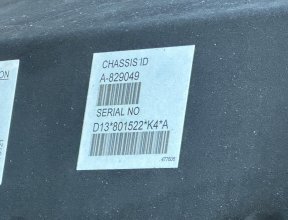 CHASSIS ID
A-829049
SERIAL NO
D13*801522*K4*A